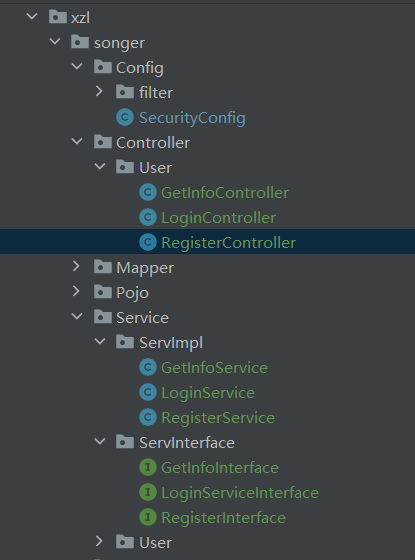 xzl
songer
Config
filter
SecurityConfig
Controller
User
GetInfoController
LoginController
RegisterController
Mapper
Pojo
Service
ServImpl
GetInfoService
LoginService
RegisterService
ServInterface
GetInfoInterface
LoginServiceInterface
RegisterInterface
User